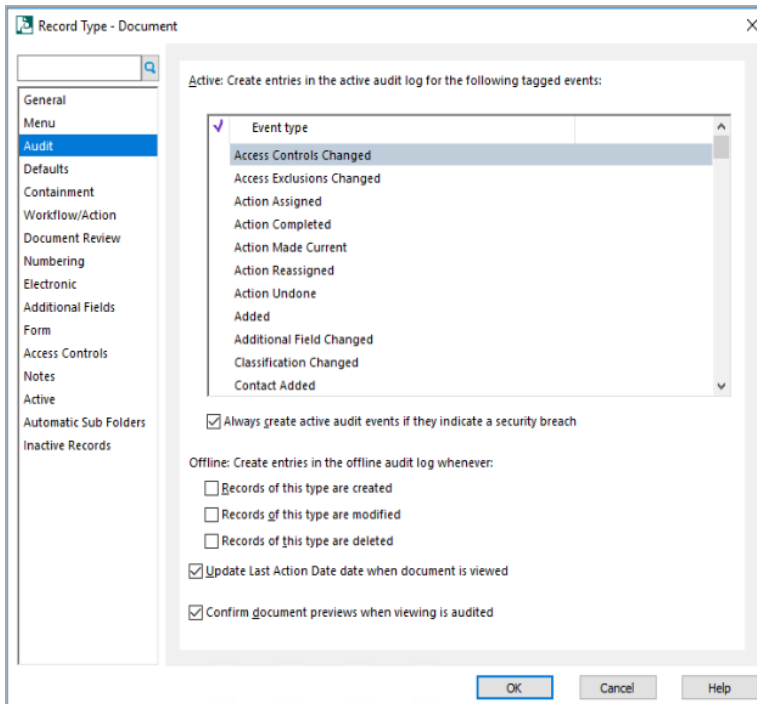 Record Type - Document
General
Menu
Audit
Defaults
Containment
Workflow/Action
Document Review
Numbering
Electronic
Additional Fields
Form
Access Controls
Notes
Active
Automatic Sub Folders
Inactive Records
Active: Create entries in the active audit log for the following tagged events:
Event type
Access Controls Changed
Access Exclusions Changed
Action Assigned
Action Completed
Action Made Current
Action Reassigned
Action Undone
Added
Additional Field Changed
Classification Changed
Contact Added
Always create active audit events if they indicate a security breach
Offline: Create entries in the offline audit log whenever:
Records of this type are created
Records of this type are modified
Records of this type are deleted
Update Last Action Date date when document is viewed
Confirm document previews when viewing is audited
OK Cancel Help